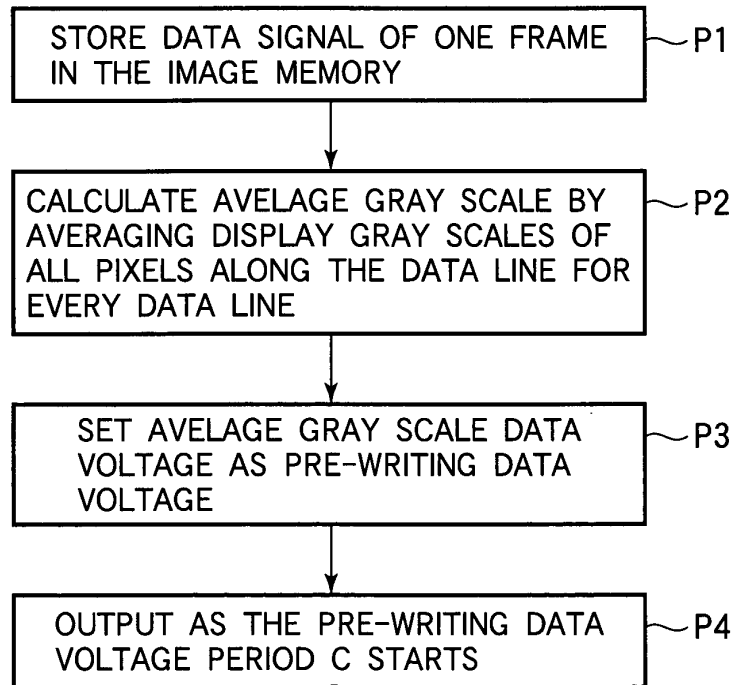 STORE DATA SIGNAL OF ONE FRAME
IN THE IMAGE MEMORY
P1
CALCULATE AVELAGE GRAY SCALE BY
AVERAGING DISPLAY GRAY SCALES OF
ALL PIXELS ALONG THE DATA LINE FOR
EVERY DATA LINE
P2
SET AVELAGE GRAY SCALE DATA
VOLTAGE AS PRE-WRITING DATA
VOLTAGE
P3
OUTPUT AS THE PRE-WRITING DATA
VOLTAGE PERIOD C STARTS
P4